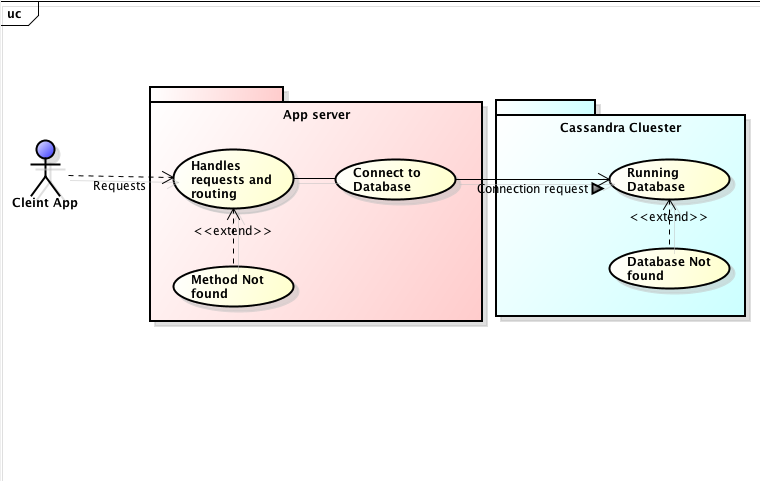 uc
App server
Cassandra Cluester
Cleint App
Requests
Handles
requests and
routing
Connect to
Database
Connection request
Running
Database
<<extend>>
<<extend>>
Method Not
found
Database Not
found